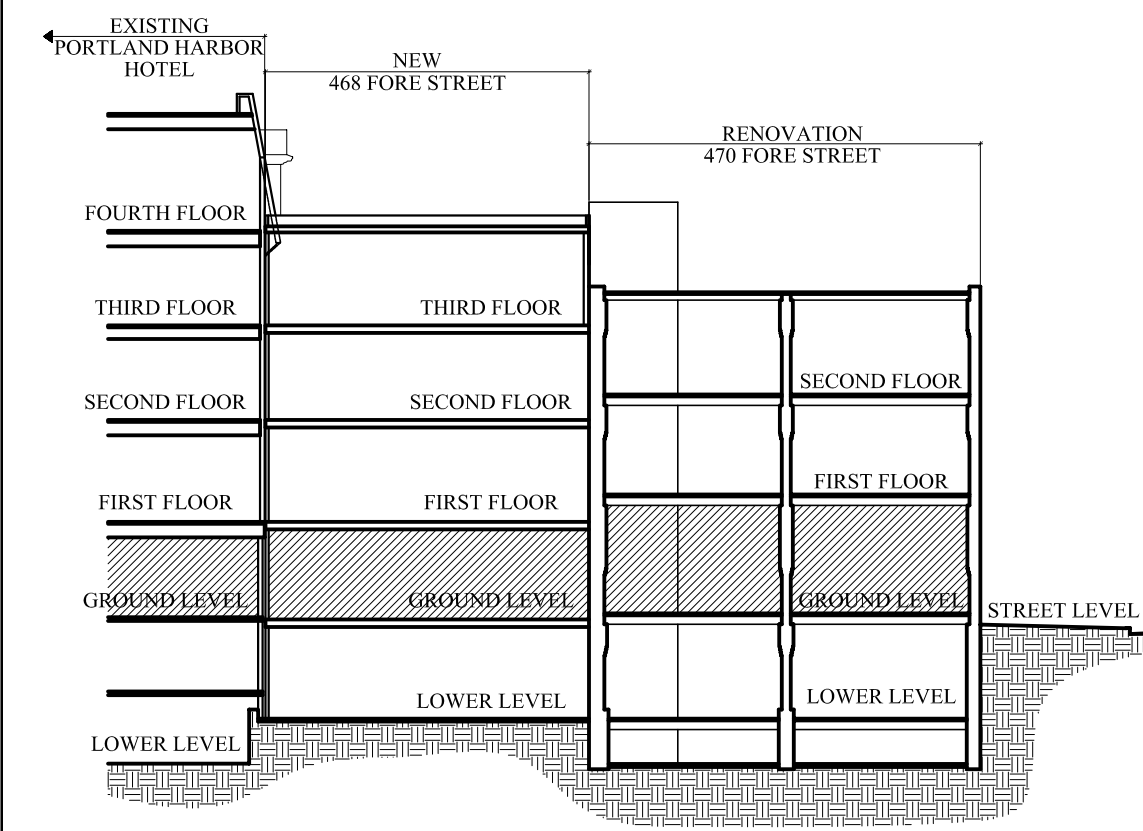 EXISTING
PORTLAND HARBOR
HOTEL
NEW
468 FORE STREET
RENOVATION
470 FORE STREET
FOURTH FLOOR
THIRD FLOOR
THIRD FLOOR
SECOND FLOOR
SECOND FLOOR
SECOND FLOOR
FIRST FLOOR
FIRST FLOOR
FIRST FLOOR
GROUND LEVEL
GROUND LEVEL
GROUND LEVEL
STREET LEVEL
LOWER LEVEL
LOWER LEVEL
LOWER LEVEL